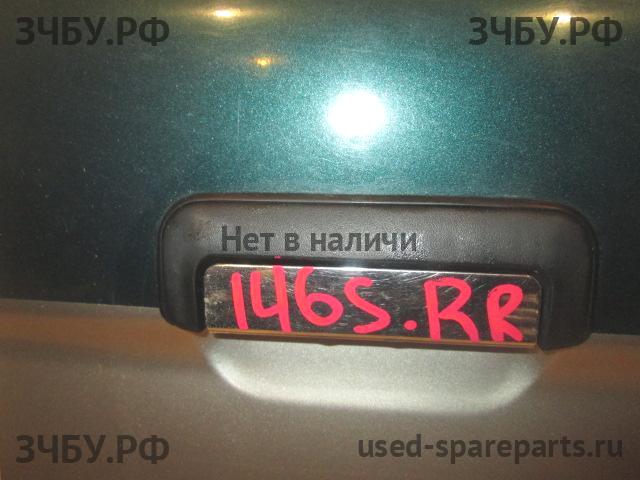 ЗЧБУ.РФ ЗЧБУ.РФ
Нет в наличи
146S.RR
ЗЧБУ.РФ used-spareparts.ru